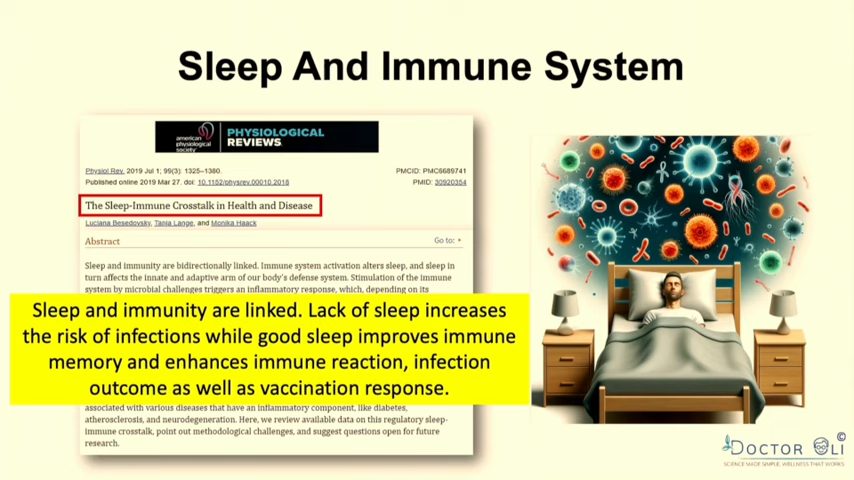 Sleep And Immune System
american
physiological
society
PHYSIOLOGICAL
REVIEWS
Physiol Rev. 2019 Jul 1; 99(3): 1325–1380.
PMCID: PMC6689741
Published online 2019 Mar 27. doi: 10.1152/physrev.00010.2018
PMID: 30920354
The Sleep-Immune Crosstalk in Health and Disease
Luciana Besedovsky, Tanja Lange, and Monika Haack
Abstract
Go to:
Sleep and immunity are bidirectionally linked. Immune system activation alters sleep, and sleep in
turn affects the innate and adaptive arm of our body's defense system. Stimulation of the immune
system by microbial challenges triggers an inflammatory response, which, depending on its
Sleep and immunity are linked. Lack of sleep increases
the risk of infections while good sleep improves immune
memory and enhances immune reaction, infection
outcome as well as vaccination response.
associated with various diseases that have an inflammatory component, like diabetes,
atherosclerosis, and neurodegeneration. Here, we review available data on this regulatory sleep-
immune crosstalk, point out methodological challenges, and suggest questions open for future
research.
DOCTOR OLI ©
SCIENCE MADE SIMPLE, WELLNESS THAT WORKS